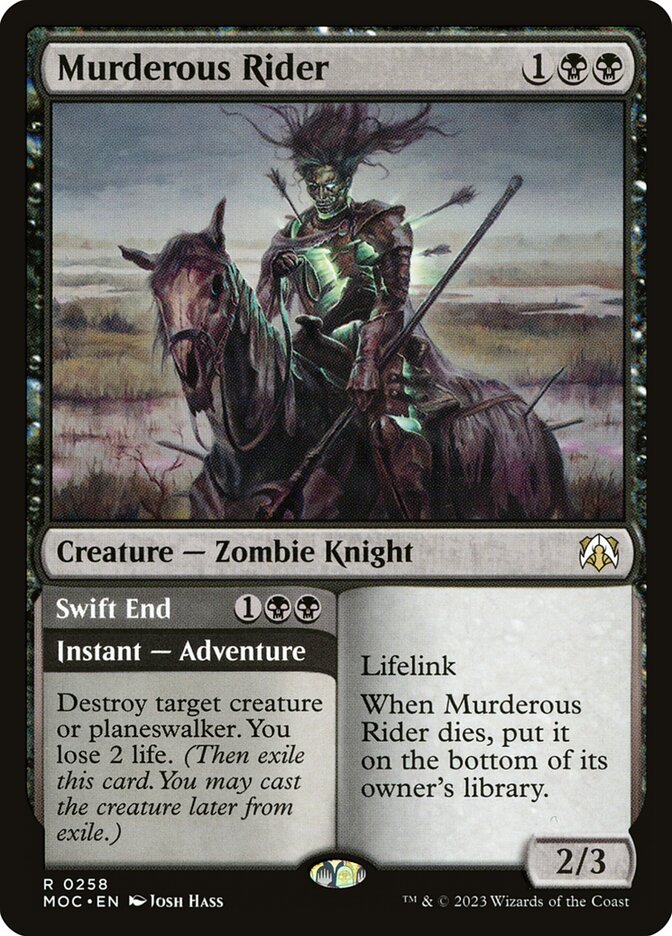 Murderous Rider 1
Creature — Zombie Knight
Swift End 1
Instant — Adventure
Destroy target creature
or planeswalker. You
lose 2 life. (Then exile
this card. You may cast
the creature later from
exile.)
Lifelink
When Murderous
Rider dies, put it
on the bottom of its
owner's library.
2/3
R 0258
MOC • EN Josh Hass
™ & © 2023 Wizards of the Coast